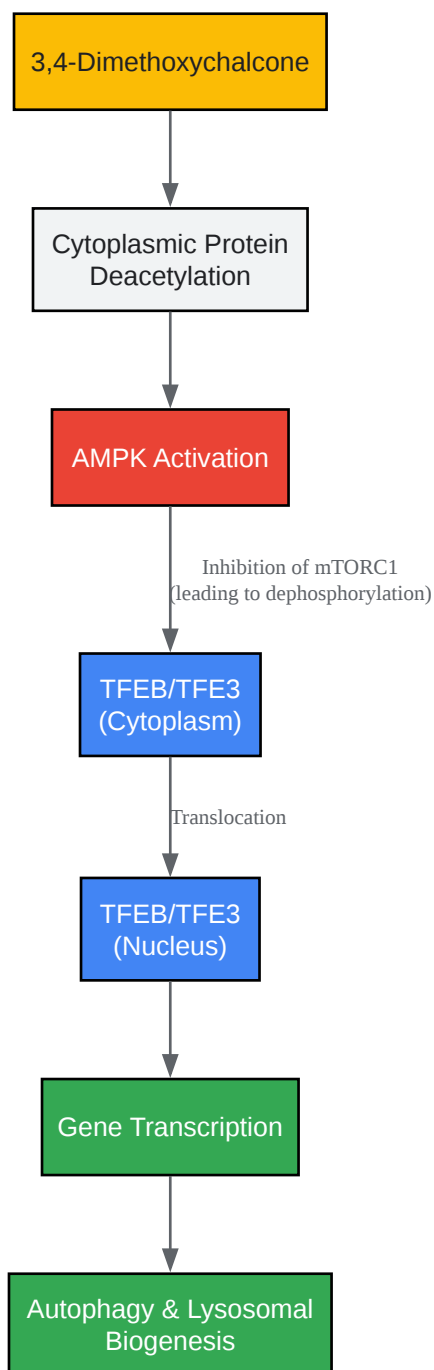 3,4-Dimethoxychalcone
Cytoplasmic Protein
Deacetylation
AMPK Activation
Inhibition of mTORC1
(leading to dephosphorylation)
TFEB/TFE3
(Cytoplasm)
Translocation
TFEB/TFE3
(Nucleus)
Gene Transcription
Autophagy & Lysosomal
Biogenesis